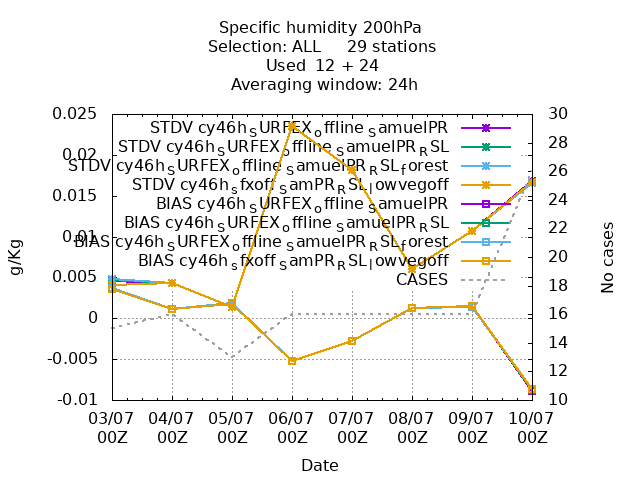 Specific humidity 200hPa
Selection: ALL 29 stations
Used 12 + 24
Averaging window: 24h
0.025
0.02
0.015
0.01
0.005
0
-0.005
-0.01
g/Kg
STDV cy46h_SURFEX_offline_SamuelPR
STDV cy46h_SURFEX_offline_SamuelPR_RSL
STDV cy46h_SURFEX_offline_SamuelPR_RSL_forest
STDV cy46h_sfxoff_SamPR_RSL_lowvegoff
BIAS cy46h_SURFEX_offline_SamuelPR
BIAS cy46h_SURFEX_offline_SamuelPR_RSL
BIAS cy46h_SURFEX_offline_SamuelPR_RSL_forest
BIAS cy46h_sfxoff_SamPR_RSL_lowvegoff
CASES
30
28
26
24
22
20
18
16
14
12
10
No cases
03/07 04/07 05/07 06/07 07/07 08/07 09/07 10/07
00Z 00Z 00Z 00Z 00Z 00Z 00Z 00Z
Date